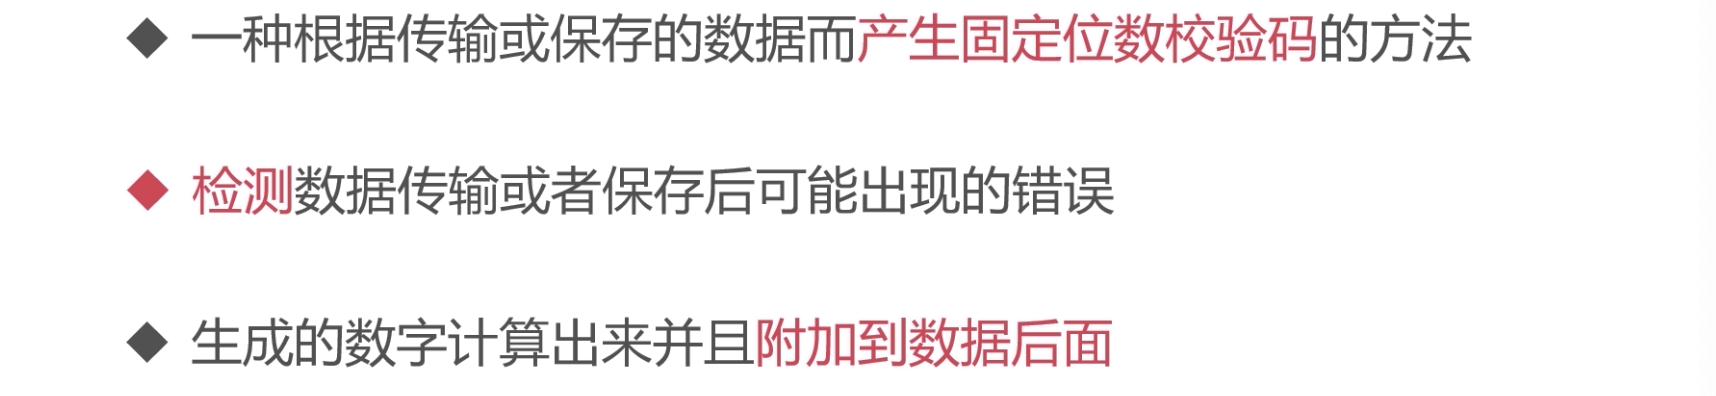 ◆ 一种根据传输或保存的数据而产生固定位数校验码的方法
◆ 检测数据传输或者保存后可能出现的错误
◆ 生成的数字计算出来并且附加到数据后面